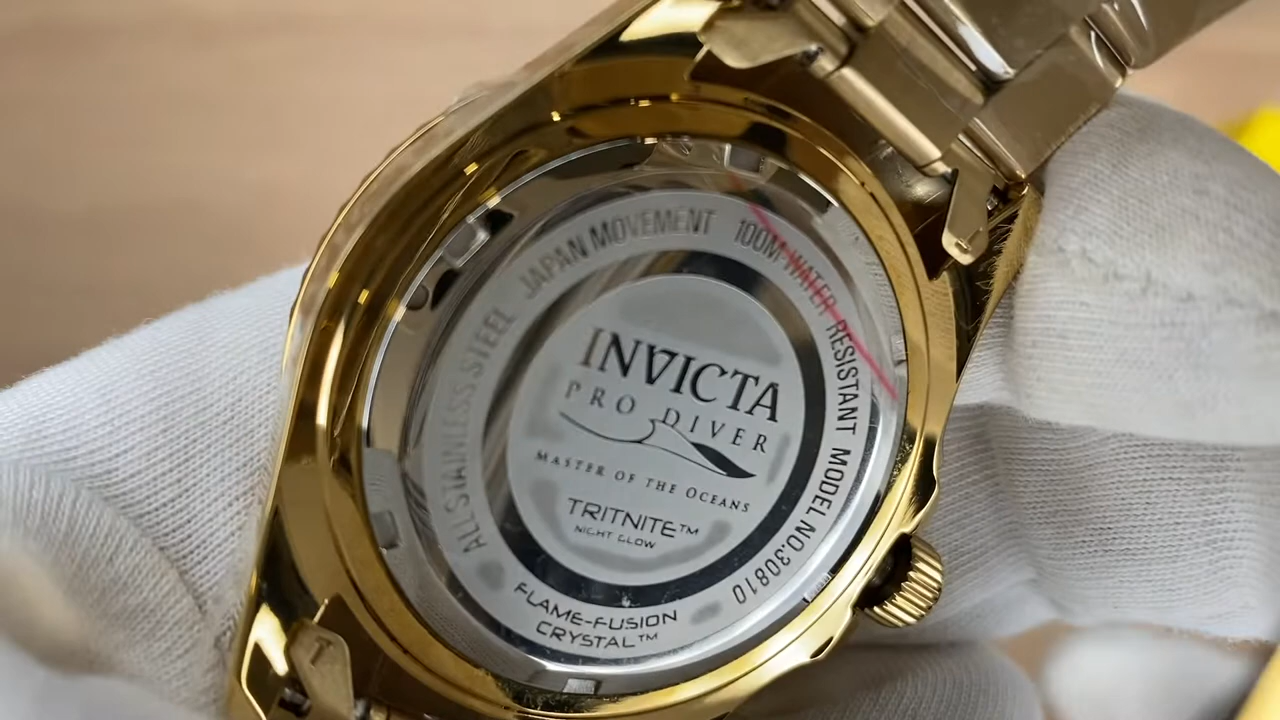 INVICTA
PRO DIVER
MASTER OF THE OCEANS
TRITNITE™
NIGHT GLOW
FLAME-FUSION
CRYSTAL™
ALL STAINLESS STEEL JAPAN MOVEMENT 100M-WATER RESISTANT MODEL NO.30810